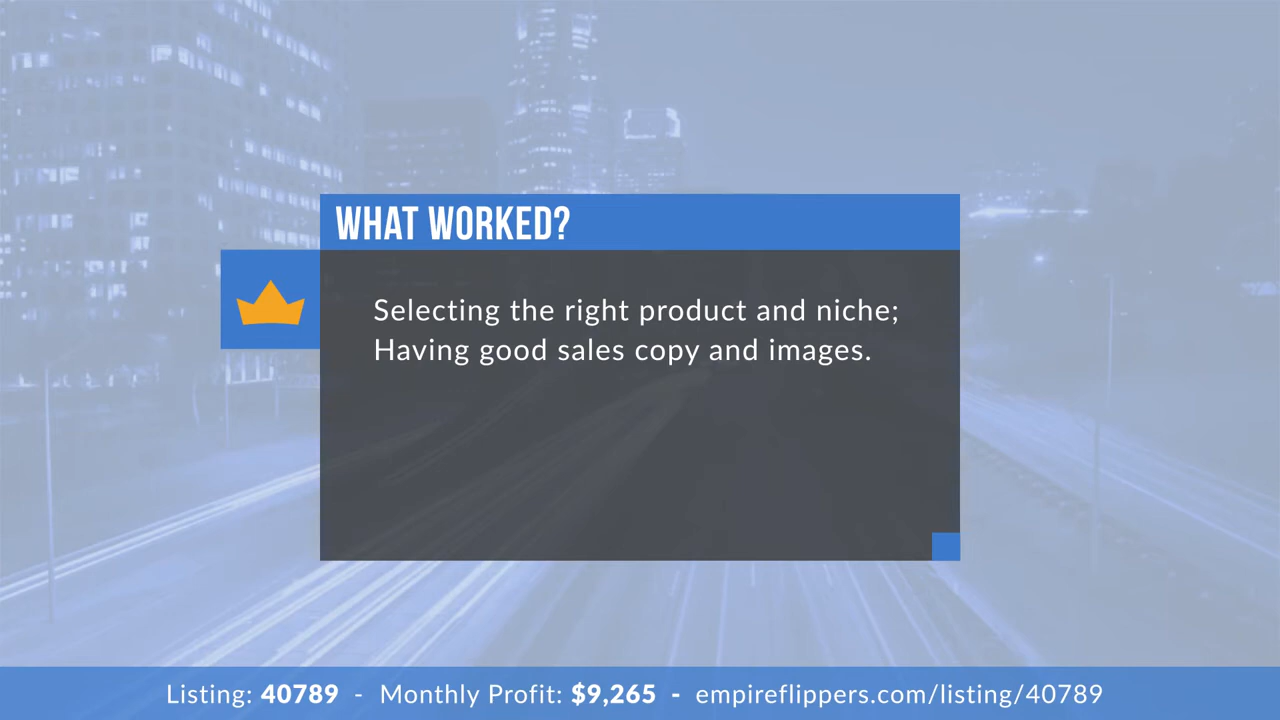 WHAT WORKED?
Selecting the right product and niche;
Having good sales copy and images.
Listing: 40789 - Monthly Profit: $9,265 - empireflippers.com/listing/40789